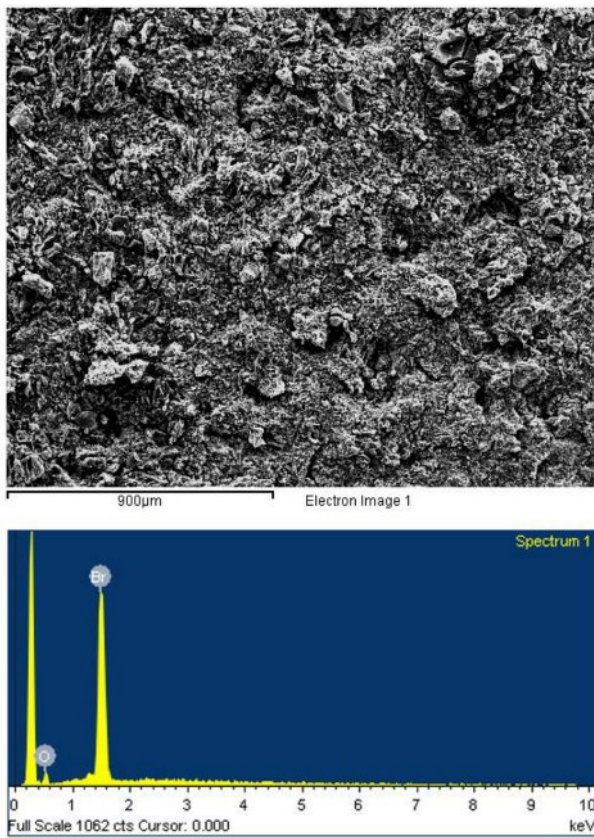 900µm Electron Image 1
Spectrum 1
Br
O
0 1 2 3 4 5 6 7 8 9 10
Full Scale 1062 cts Cursor: 0.000 keV